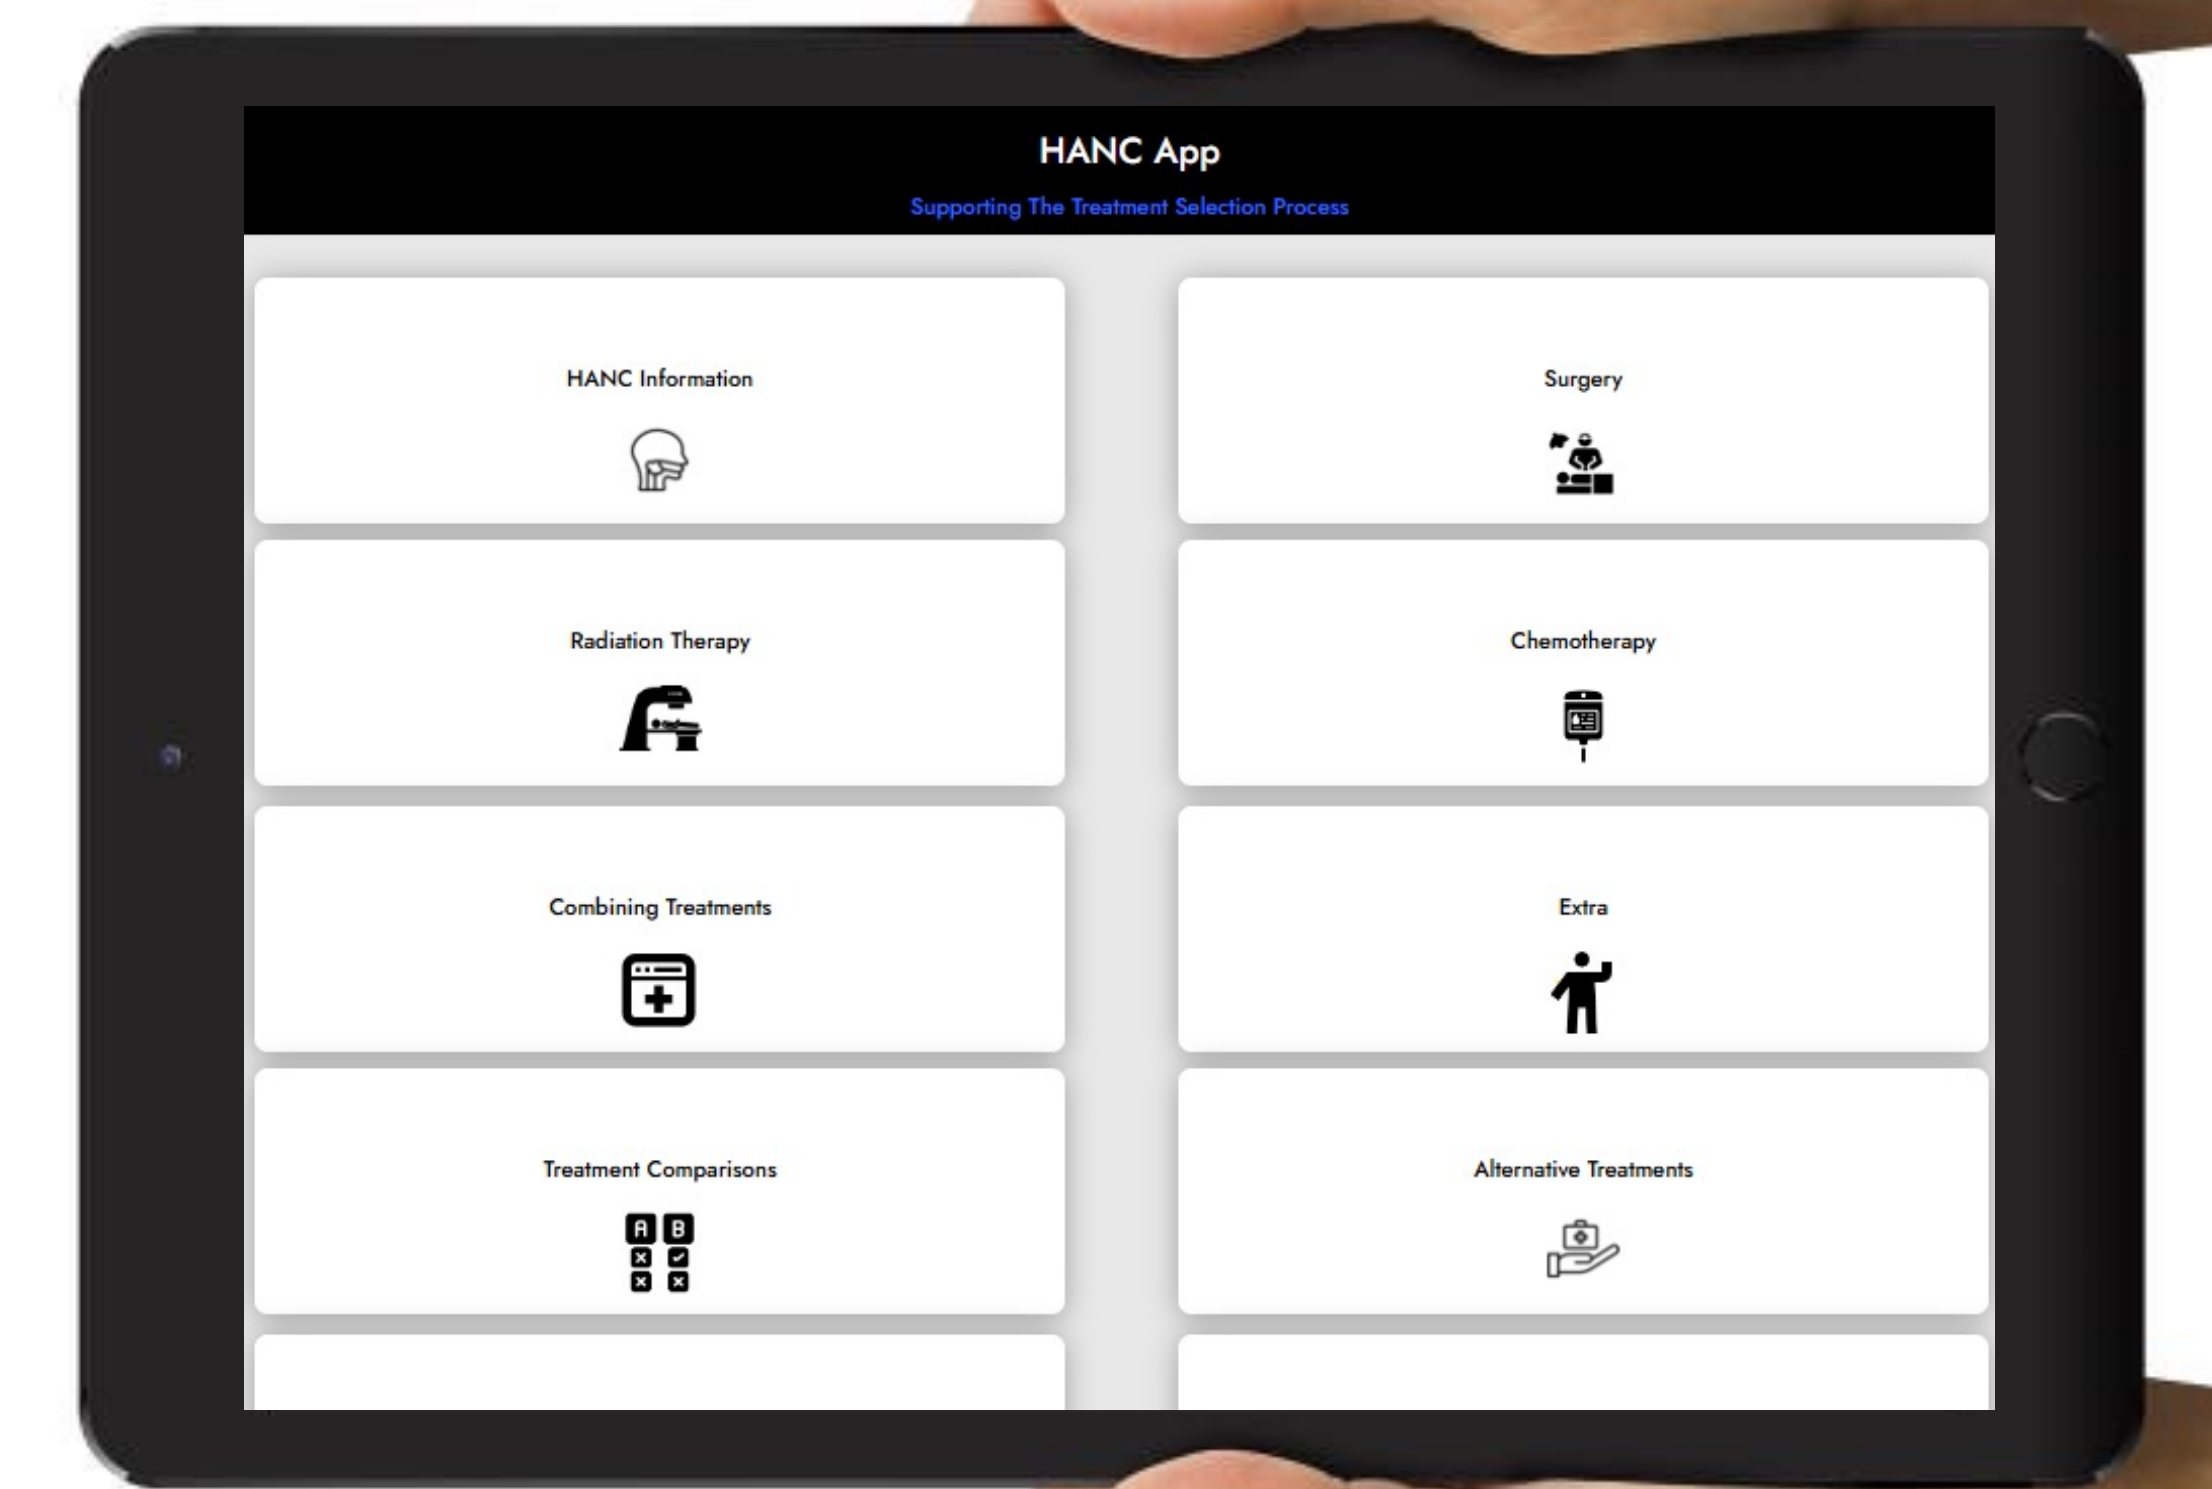 HANC App
Supporting The Treatment Selection Process
HANC Information
Surgery
Radiation Therapy
Chemotherapy
Combining Treatments
Extra
Treatment Comparisons
A B
Alternative Treatments